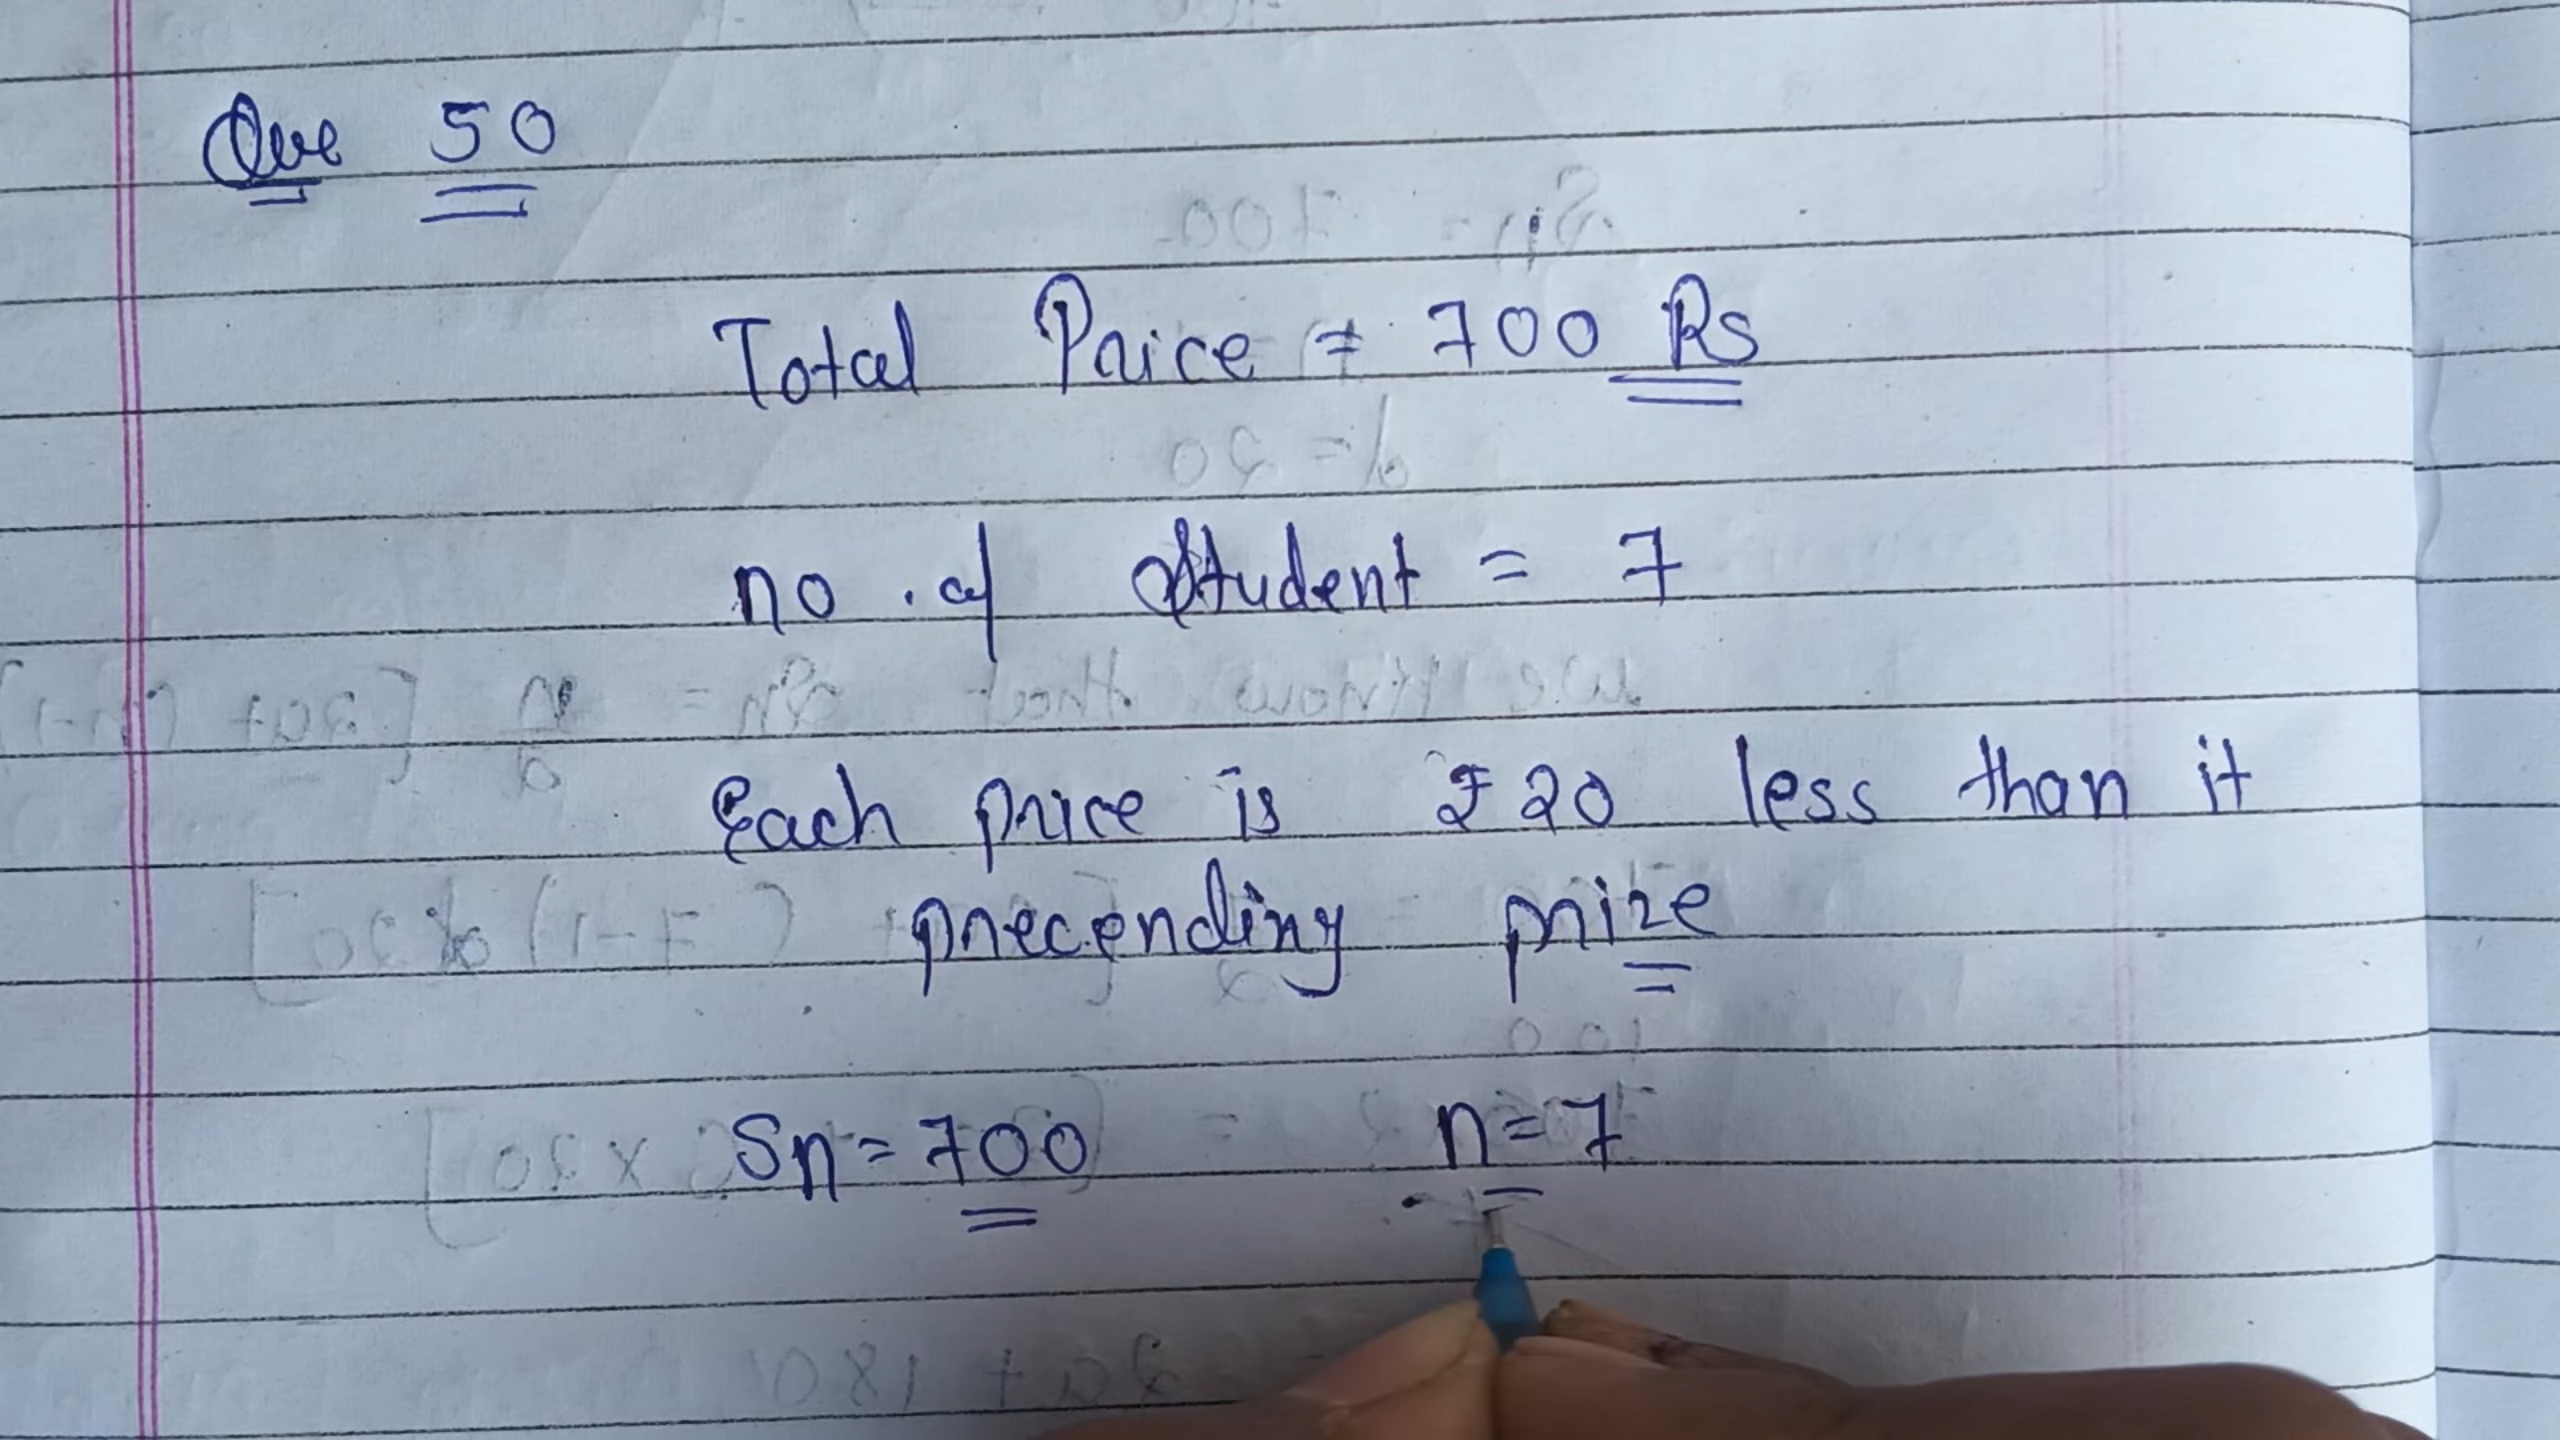 Que 50
Total Price = 700 Rs
no. of Student = 7
Each price is ₹20 less than it
precending prize
Sn = 700 n = 7